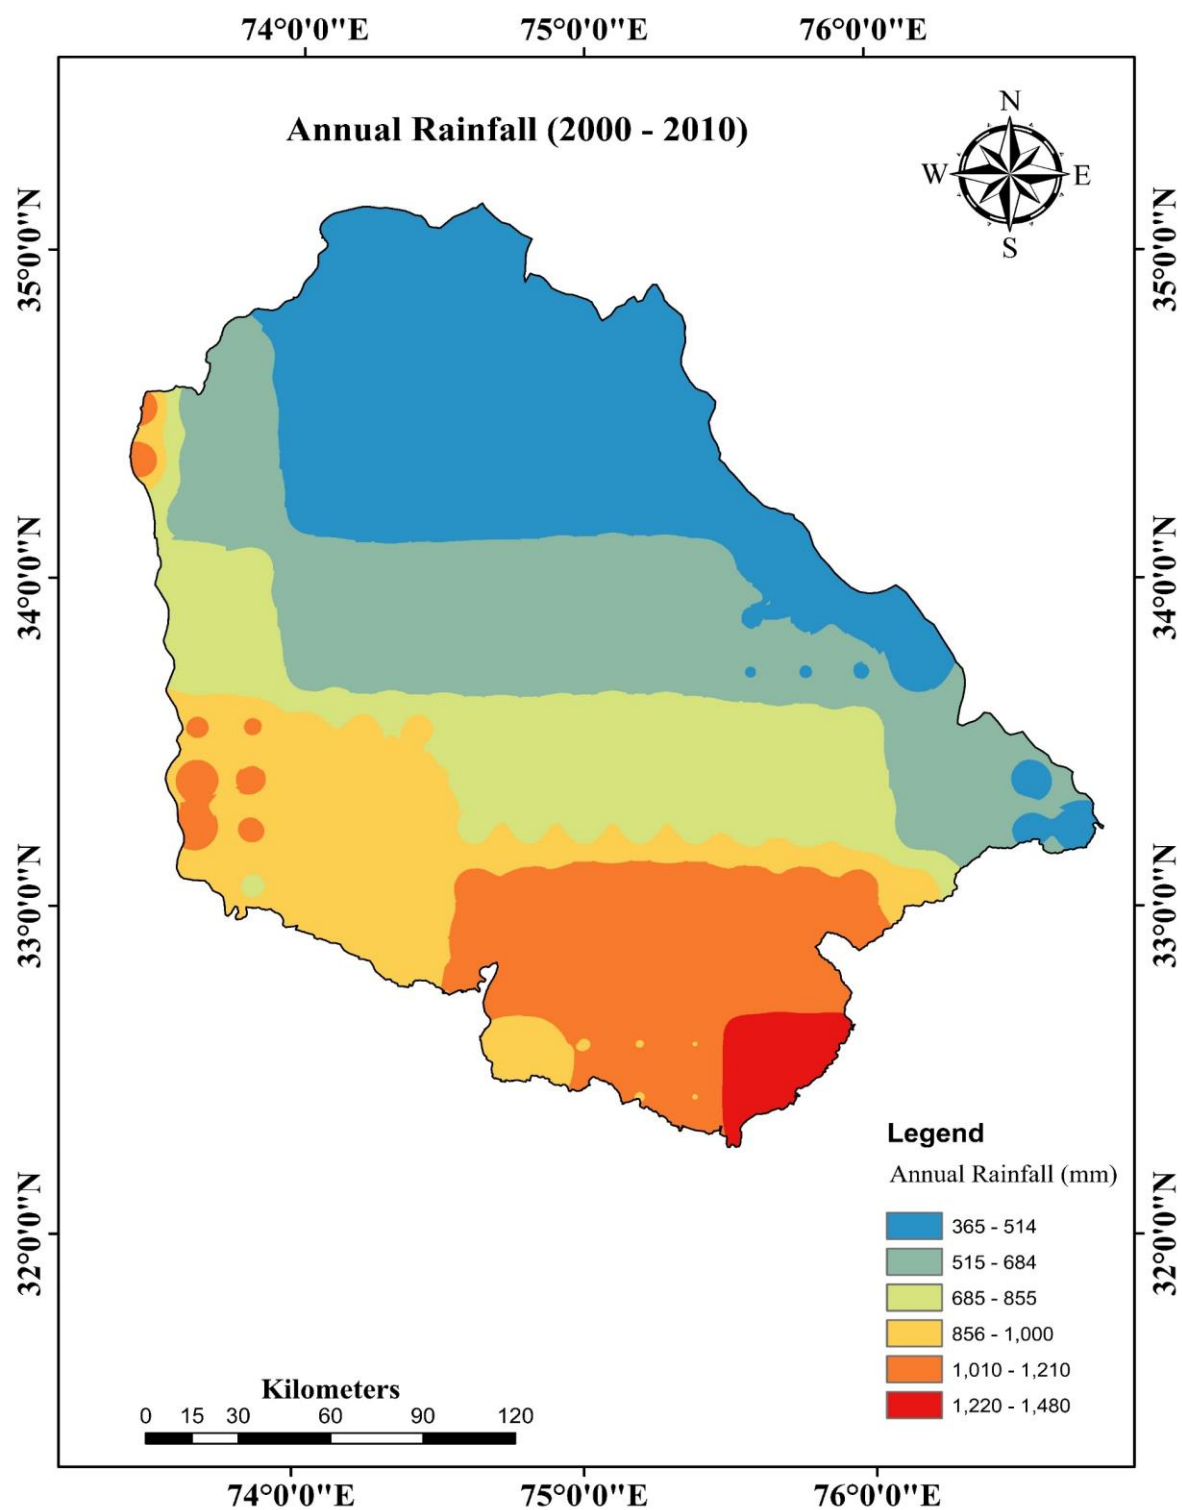 74°0'0"E 75°0'0"E 76°0'0"E
Annual Rainfall (2000 - 2010)
N
W E
S
35°0'0"N 35°0'0"N
34°0'0"N 34°0'0"N
33°0'0"N 33°0'0"N
32°0'0"N 32°0'0"N
Legend
Annual Rainfall (mm)
365 - 514
515 - 684
685 - 855
856 - 1,000
1,010 - 1,210
1,220 - 1,480
Kilometers
0 15 30 60 90 120
74°0'0"E 75°0'0"E 76°0'0"E